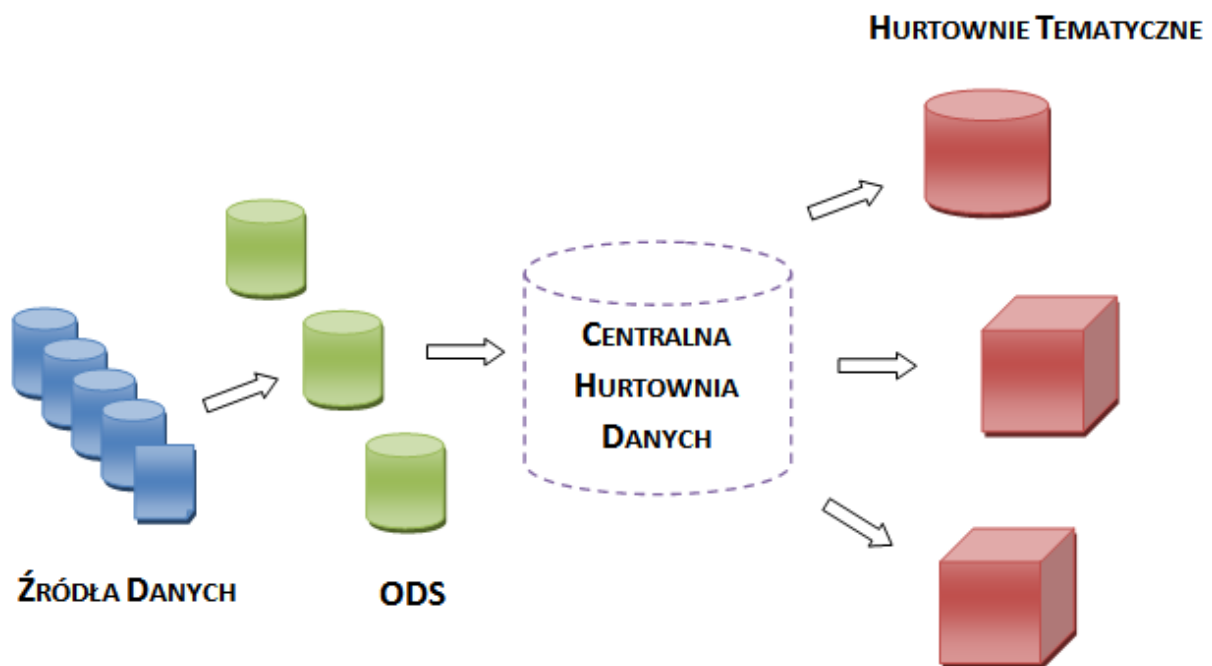 HURTOWNIE TEMATYCZNE
CENTRALNA
HURTOWNIA
DANYCH
ŹRÓDŁA DANYCH
ODS